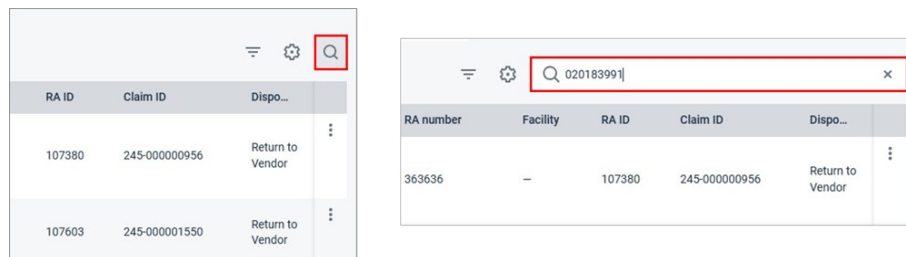 RA ID Claim ID Dispo...
107380 245-000000956 Return to
Vendor
107603 245-000001550 Return to
Vendor
020183991
RA number Facility RA ID Claim ID Dispo...
363636 – 107380 245-000000956 Return to
Vendor